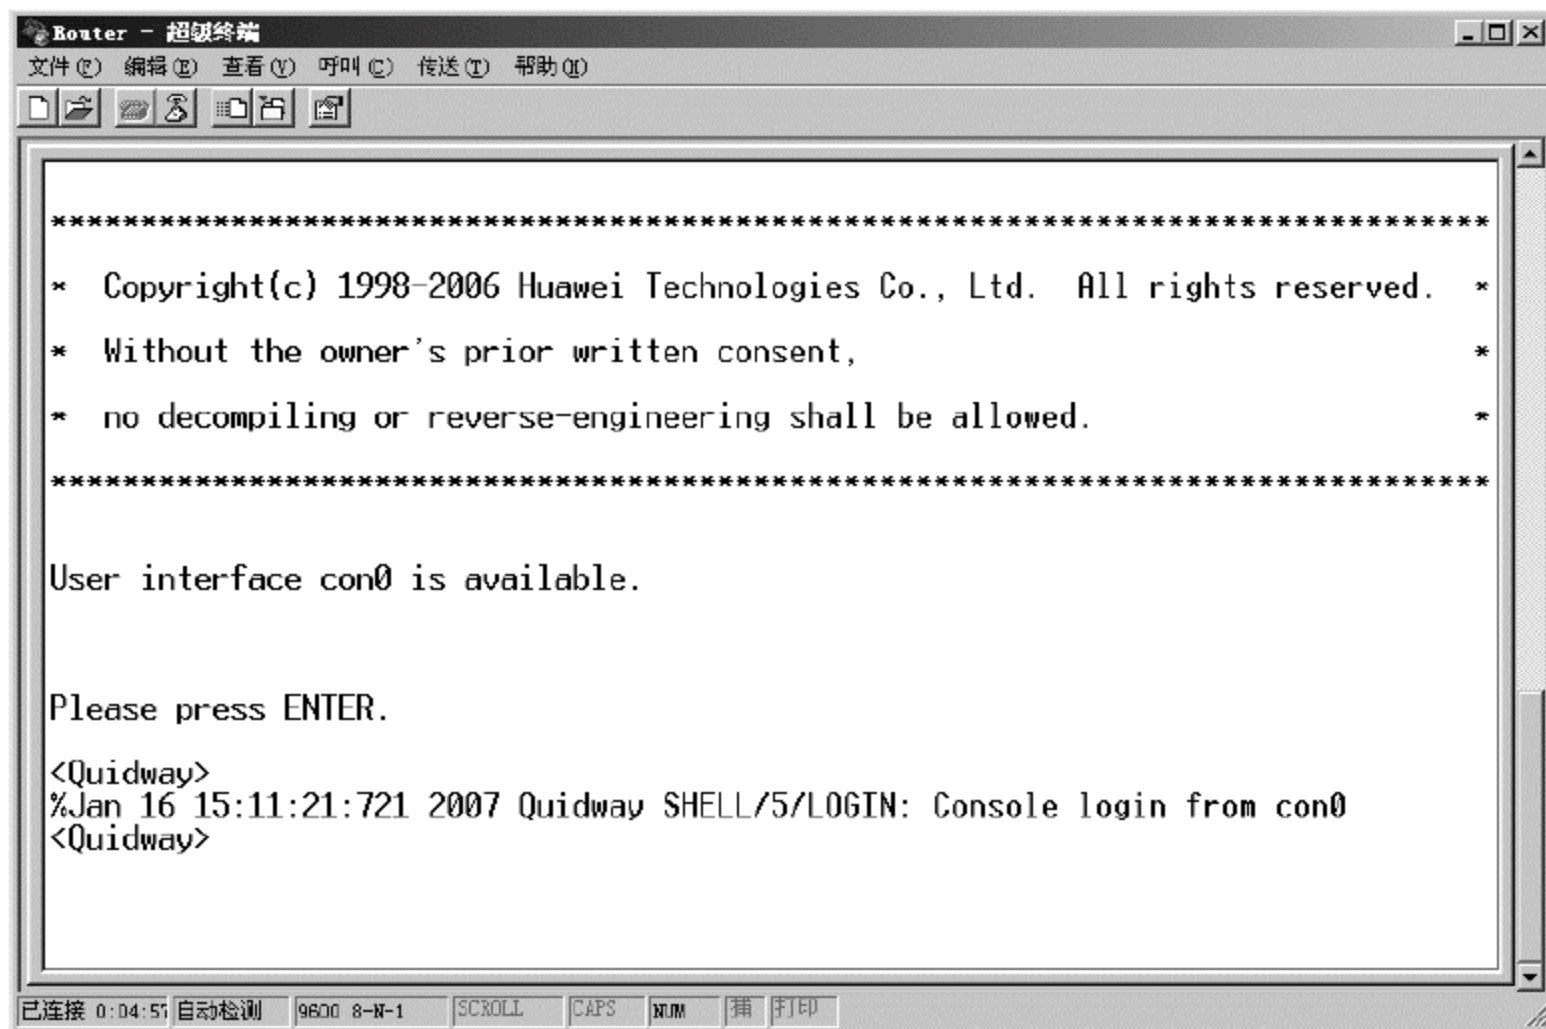 Router - 超级终端
文件(F) 编辑(E) 查看(V) 呼叫(C) 传送(T) 帮助(H)
********************************************************************************
* Copyright(c) 1998-2006 Huawei Technologies Co., Ltd. All rights reserved. *
* Without the owner's prior written consent, *
* no decompiling or reverse-engineering shall be allowed. *
********************************************************************************
User interface con0 is available.
Please press ENTER.
<Quidway>
%Jan 16 15:11:21:721 2007 Quidway SHELL/5/LOGIN: Console login from con0
<Quidway>
已连接 0:04:57 自动检测 9600 8-N-1 SCROLL CAPS NUM 捕 打印